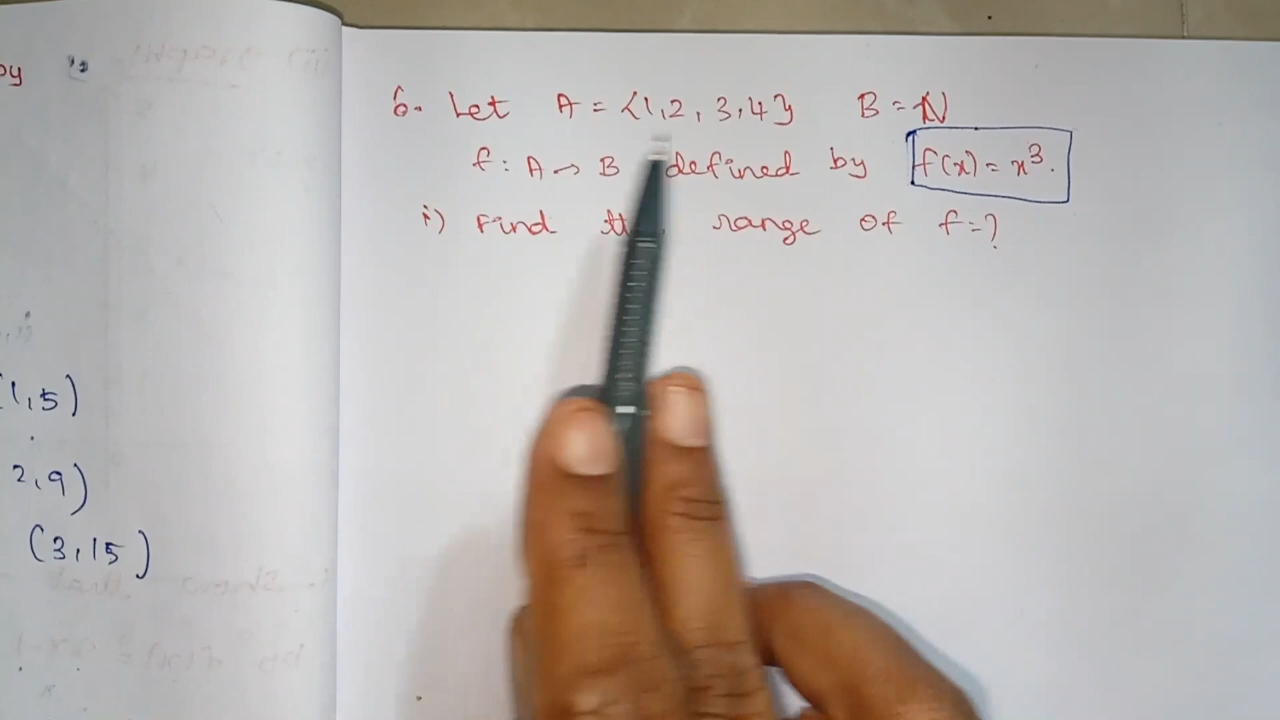 6. Let A = {1,2, 3,4} B = N
f : A → B defined by f(x) = x³.
i) Find range of f=?
(1,5)
2,9)
(3,15)